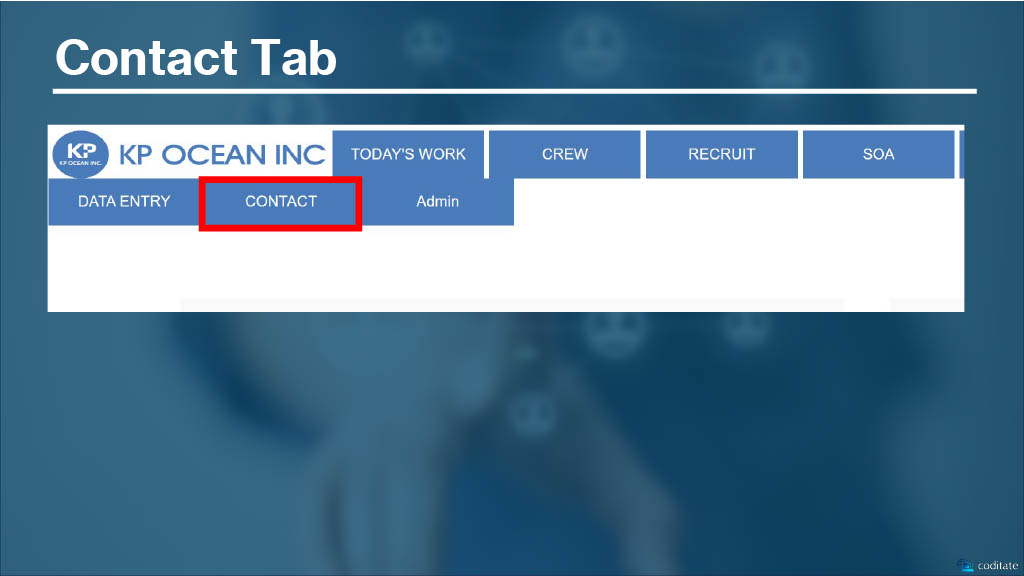 Contact Tab
KP
KP OCEAN INC.
KP OCEAN INC
TODAY'S WORK
CREW
RECRUIT
SOA
DATA ENTRY
CONTACT
Admin
coditate